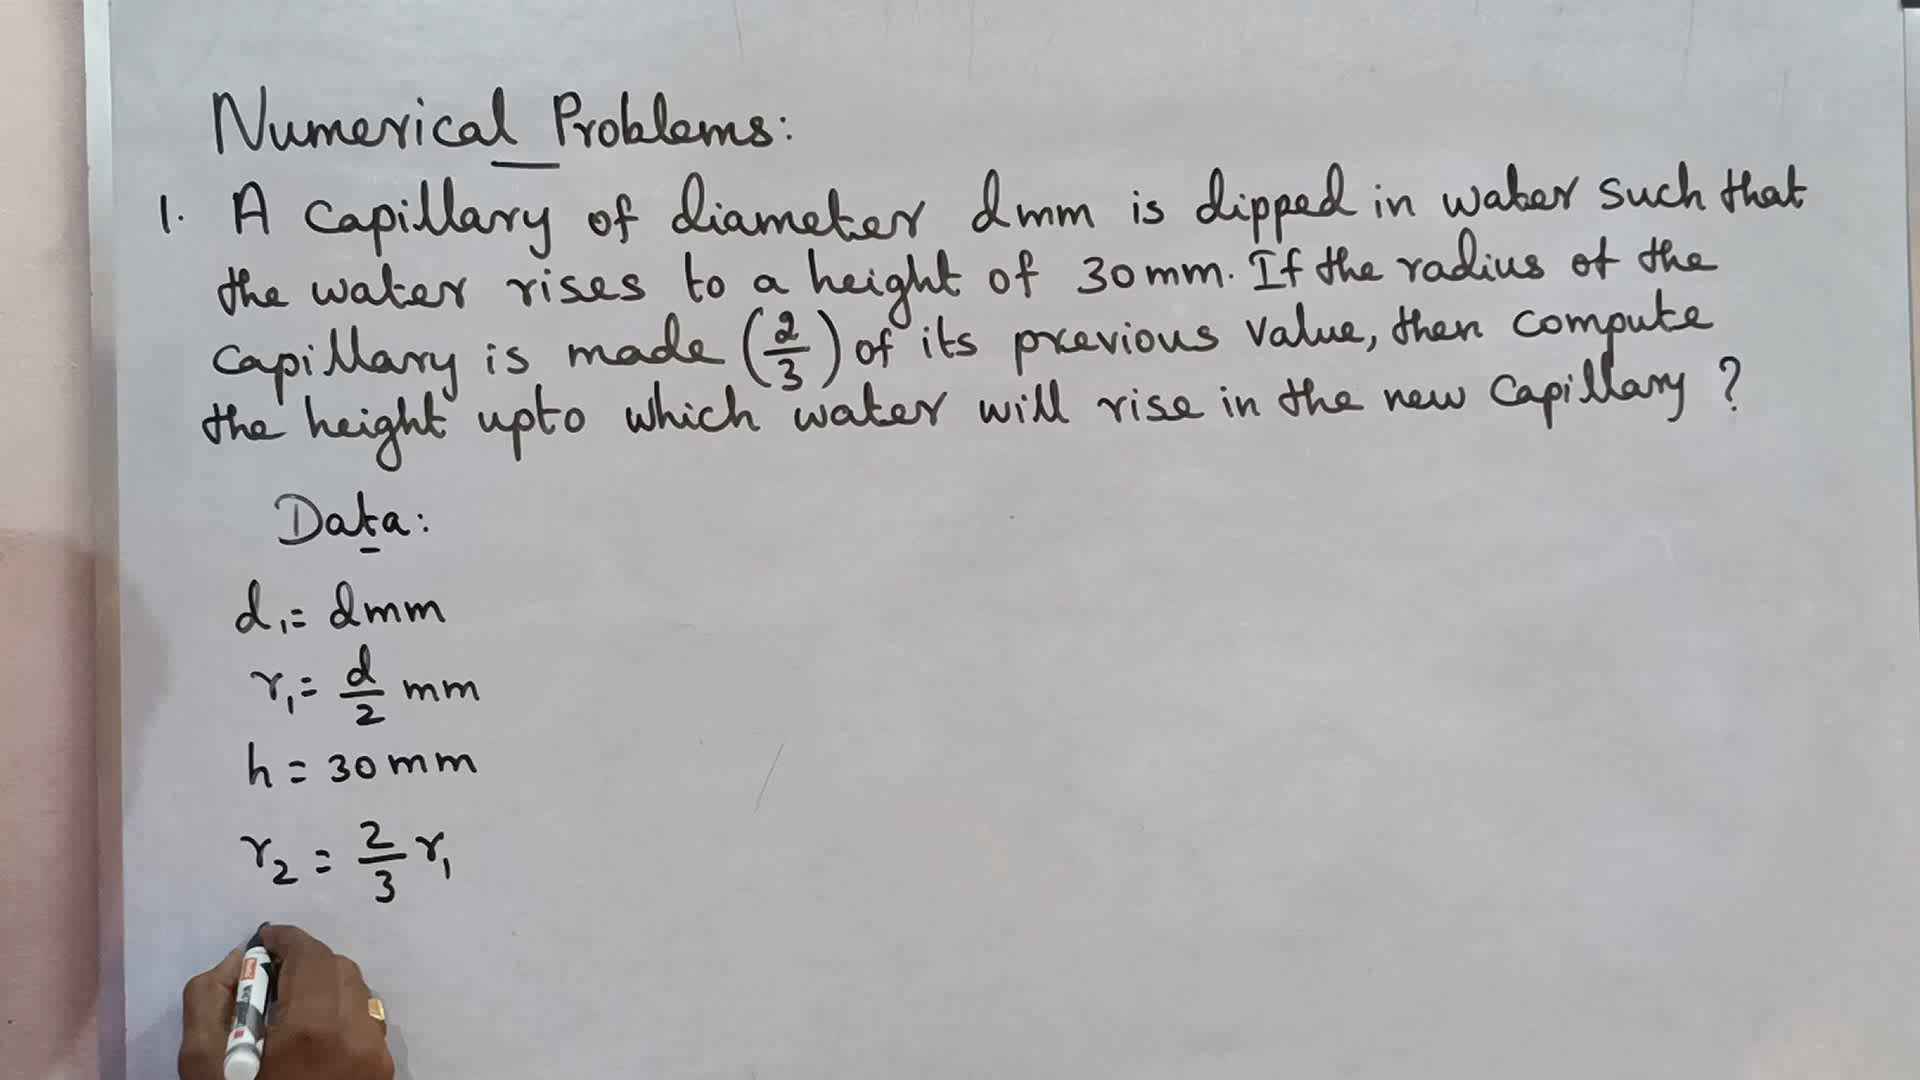 Numerical Problems:
1. A capillary of diameter dmm is dipped in water such that
the water rises to a height of 30mm. If the radius of the
capillary is made (2/3) of its previous value, then compute
the height upto which water will rise in the new capillary?
Data:
d₁= dmm
r₁= d/2 mm
h = 30mm
r₂ = 2/3 r₁